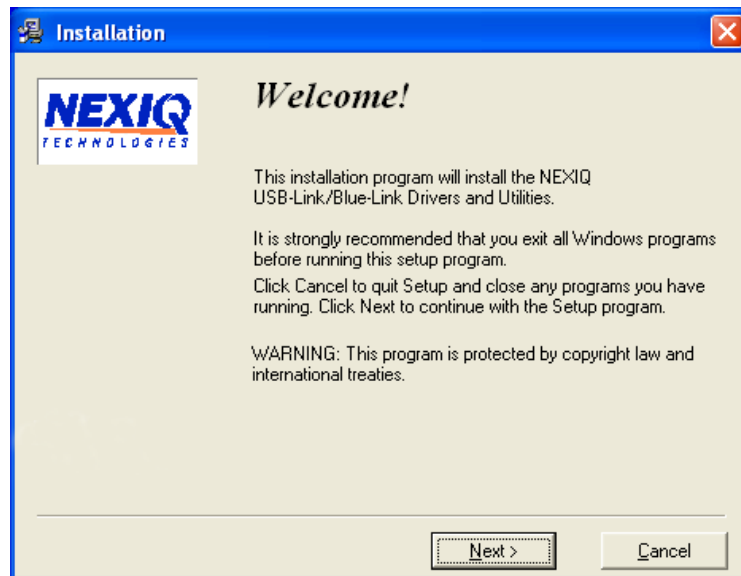 Installation
NEXIQ
TECHNOLOGIES
Welcome!
This installation program will install the NEXIQ
USB-Link/Blue-Link Drivers and Utilities.
It is strongly recommended that you exit all Windows programs
before running this setup program.
Click Cancel to quit Setup and close any programs you have
running. Click Next to continue with the Setup program.
WARNING: This program is protected by copyright law and
international treaties.
Next >
Cancel